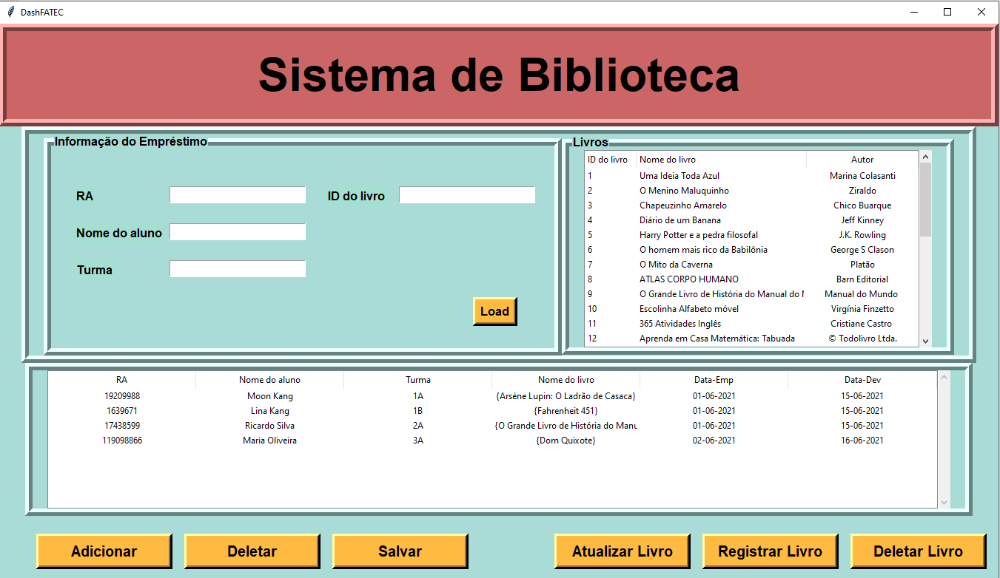 DashFATEC
Sistema de Biblioteca
Informação do Empréstimo
RA
ID do livro
Nome do aluno
Turma
Load
Livros
ID do livro Nome do livro Autor
1 Uma Ideia Toda Azul Marina Colasanti
2 O Menino Maluquinho Ziraldo
3 Chapeuzinho Amarelo Chico Buarque
4 Diário de um Banana Jeff Kinney
5 Harry Potter e a pedra filosofal J.K. Rowling
6 O homem mais rico da Babilônia George S Clason
7 O Mito da Caverna Platão
8 ATLAS CORPO HUMANO Barn Editorial
9 O Grande Livro de História do Manual do Manual do Mundo
10 Escolinha Alfabeto móvel Virgínia Finzetto
11 365 Atividades Inglês Cristiane Castro
12 Aprenda em Casa Matemática: Tabuada © Todolivro Ltda.
RA Nome do aluno Turma Nome do livro Data-Emp Data-Dev
19209988 Moon Kang 1A {Arsène Lupin: O Ladrão de Casaca} 01-06-2021 15-06-2021
1639671 Lina Kang 1B {Fahrenheit 451} 01-06-2021 15-06-2021
17438599 Ricardo Silva 2A {O Grande Livro de História do Manu 01-06-2021 15-06-2021
119098866 Maria Oliveira 3A {Dom Quixote} 02-06-2021 16-06-2021
Adicionar Deletar Salvar Atualizar Livro Registrar Livro Deletar Livro